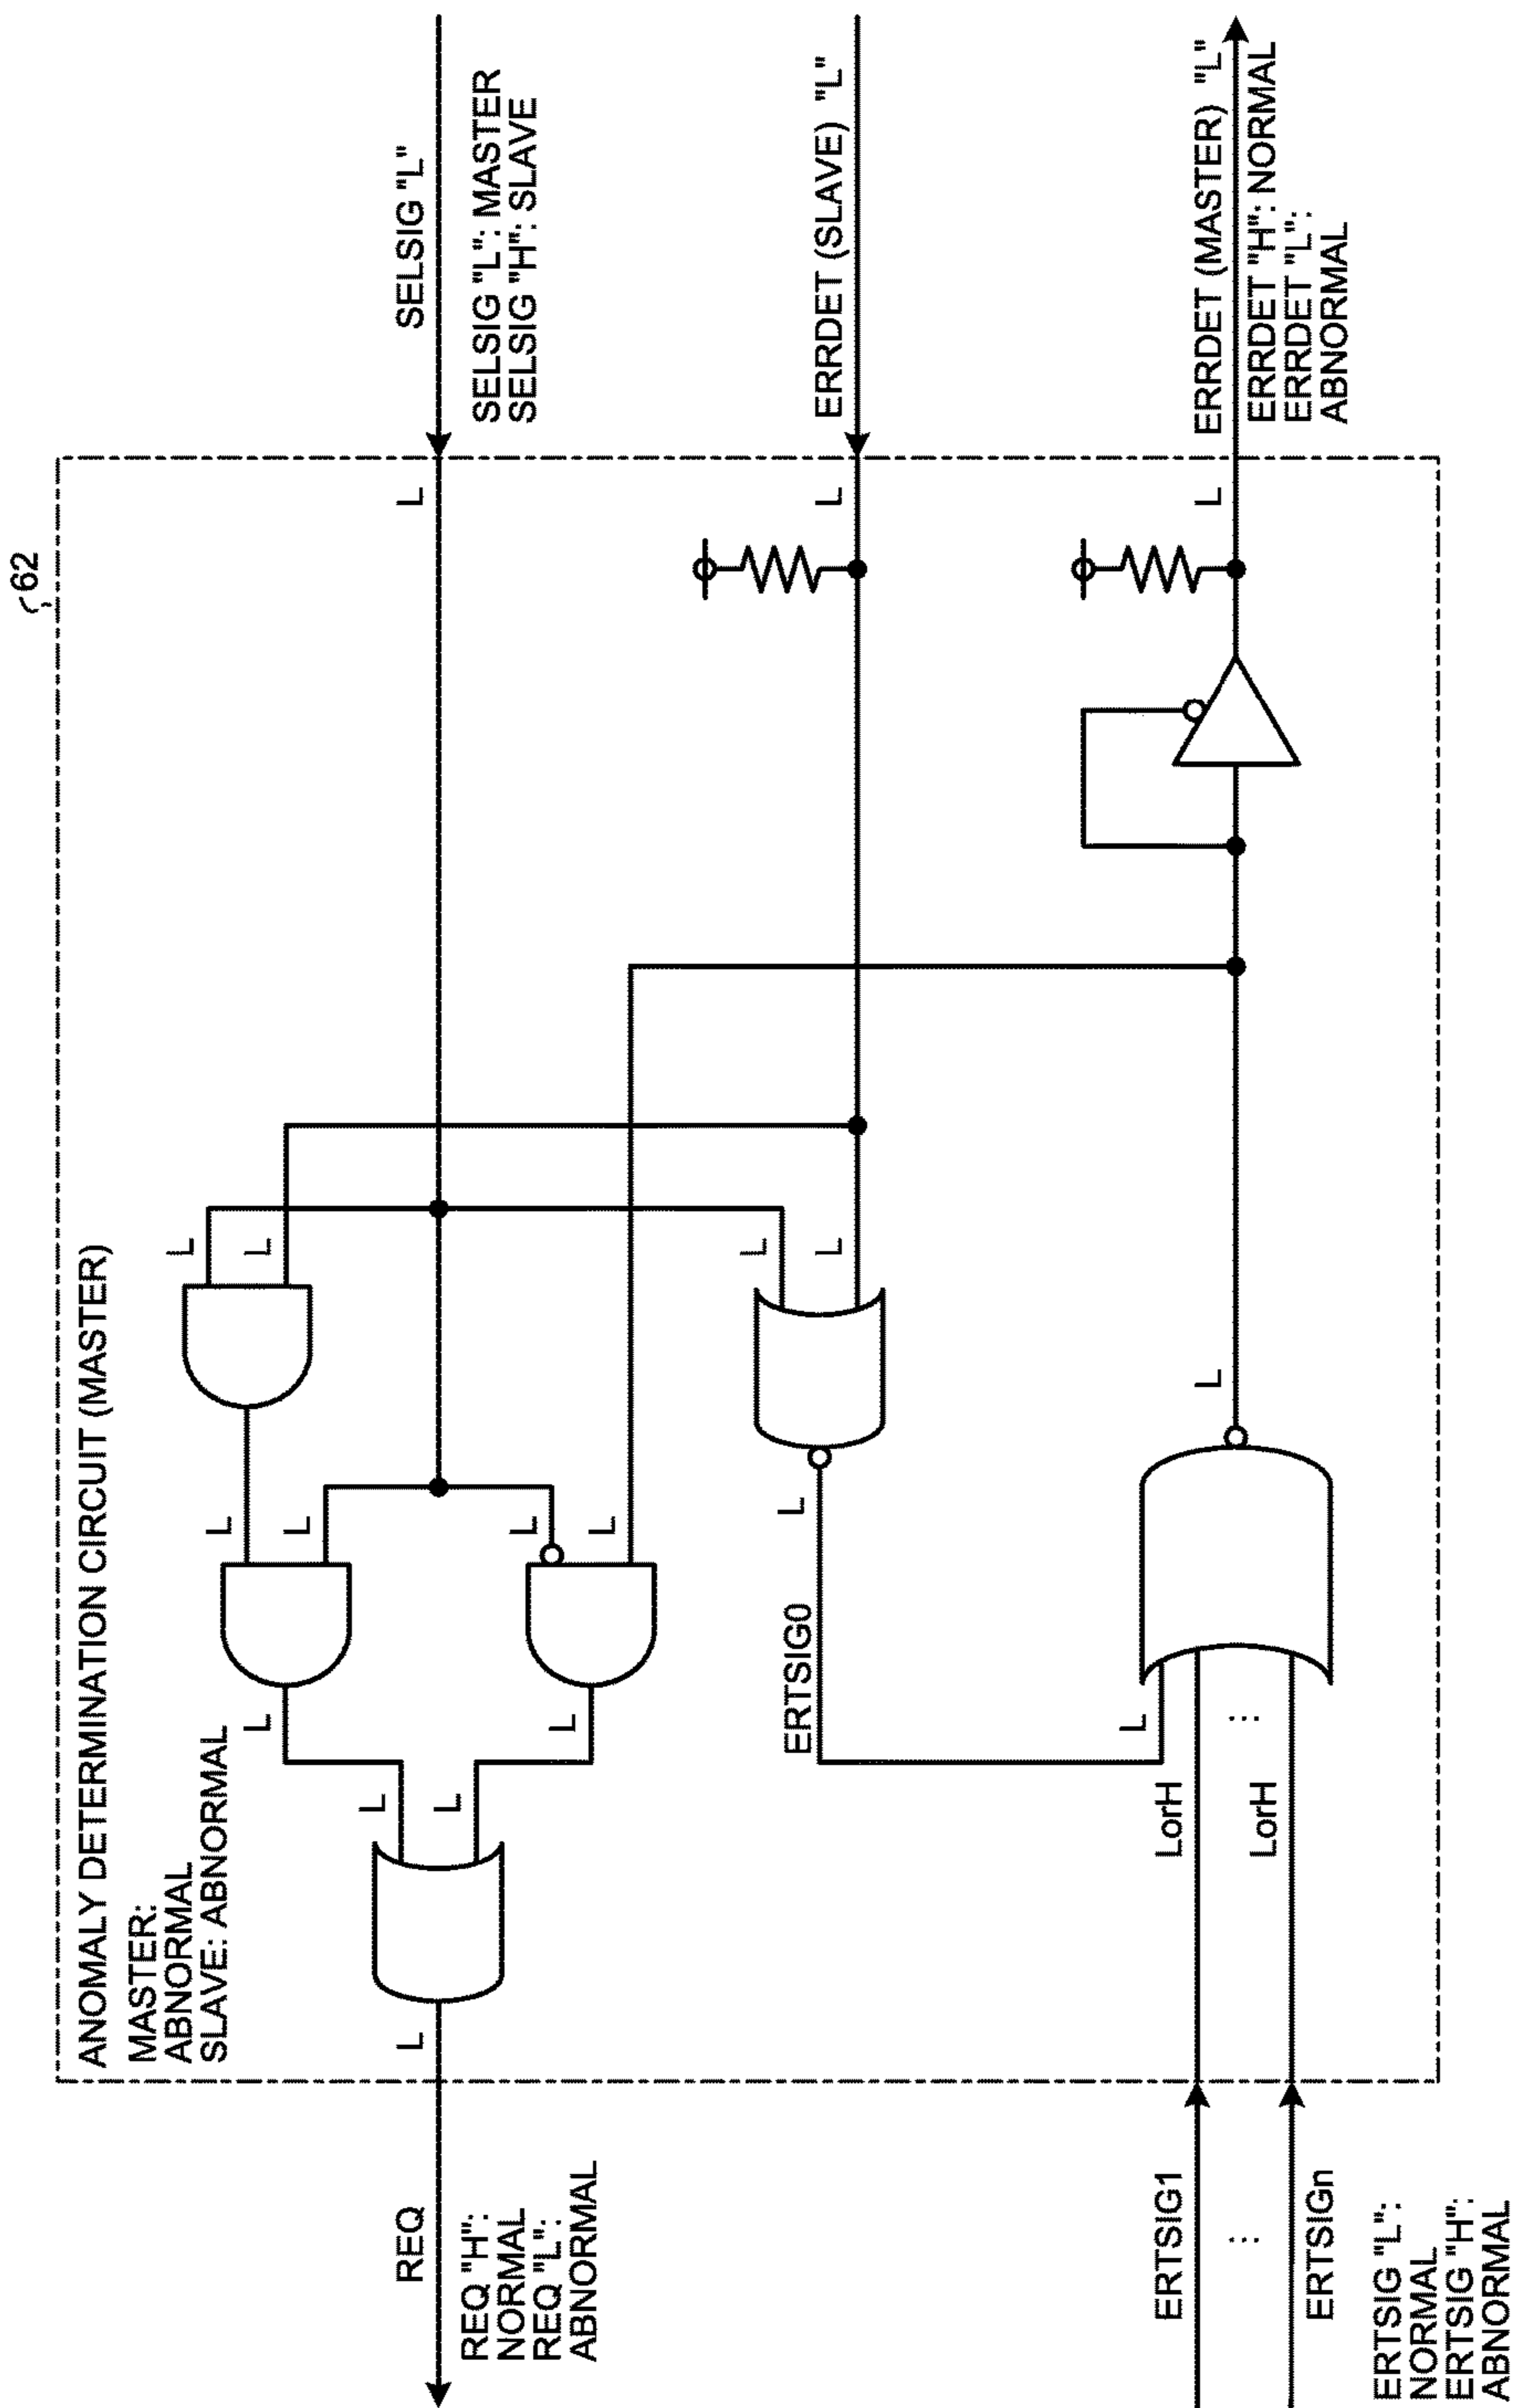 62
ANOMALY DETERMINATION CIRCUIT (MASTER)
MASTER:
ABNORMAL
SLAVE: ABNORMAL
REQ
REQ "H":
NORMAL
REQ "L":
ABNORMAL
L
L
L
L
L
L
L
L
L
L
L
L
SELSIG "L"
SELSIG "L": MASTER
SELSIG "H": SLAVE
ERTSIG0
L
L
L
L
ERRDET (SLAVE) "L"
ERTSIG1
...
ERTSIGn
ERTSIG "L":
NORMAL
ERTSIG "H":
ABNORMAL
LorH
LorH
L
...
L
L
ERRDET (MASTER) "L"
ERRDET "H": NORMAL
ERRDET "L":
ABNORMAL